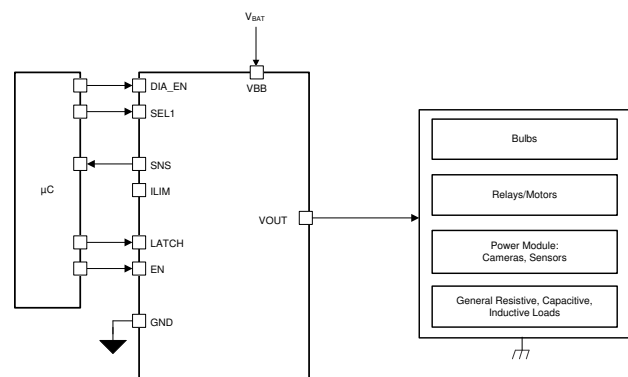 VBAT
DIA_EN
VBB
SEL1
SNS
µC
ILIM
VOUT
LATCH
EN
GND
Bulbs
Relays/Motors
Power Module:
Cameras, Sensors
General Resistive, Capacitive,
Inductive Loads